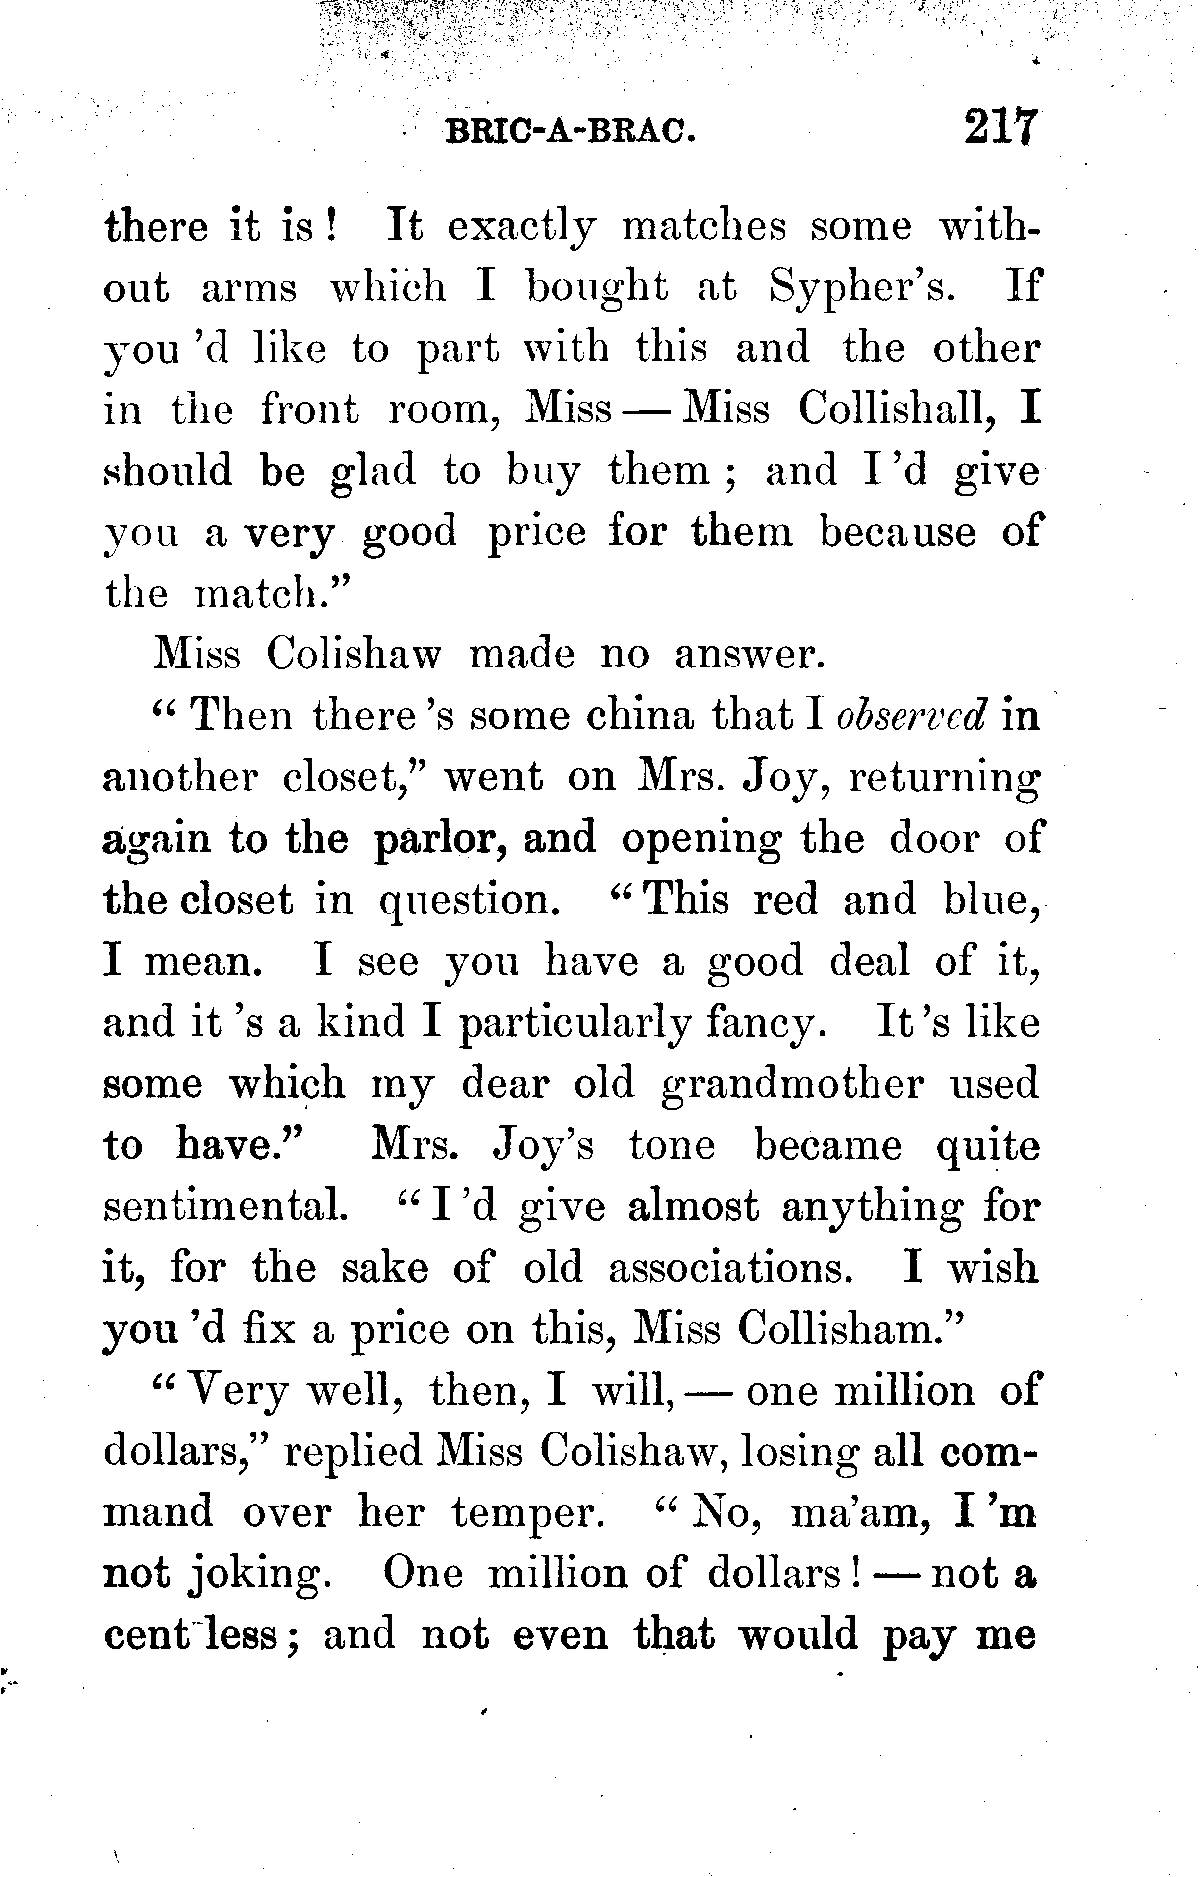 BRIC-A-BRAC. 217
there it is! It exactly matches some with-
out arms which I bought at Sypher's. If
you 'd like to part with this and the other
in the front room, Miss — Miss Collishall, I
should be glad to buy them; and I 'd give
you a very good price for them because of
the match."
Miss Colishaw made no answer.
"Then there 's some china that I observed in
another closet," went on Mrs. Joy, returning
again to the parlor, and opening the door of
the closet in question. "This red and blue,
I mean. I see you have a good deal of it,
and it 's a kind I particularly fancy. It 's like
some which my dear old grandmother used
to have." Mrs. Joy's tone became quite
sentimental. "I 'd give almost anything for
it, for the sake of old associations. I wish
you 'd fix a price on this, Miss Collisham."
"Very well, then, I will, — one million of
dollars," replied Miss Colishaw, losing all com-
mand over her temper. "No, ma'am, I 'm
not joking. One million of dollars! — not a
cent less; and not even that would pay me